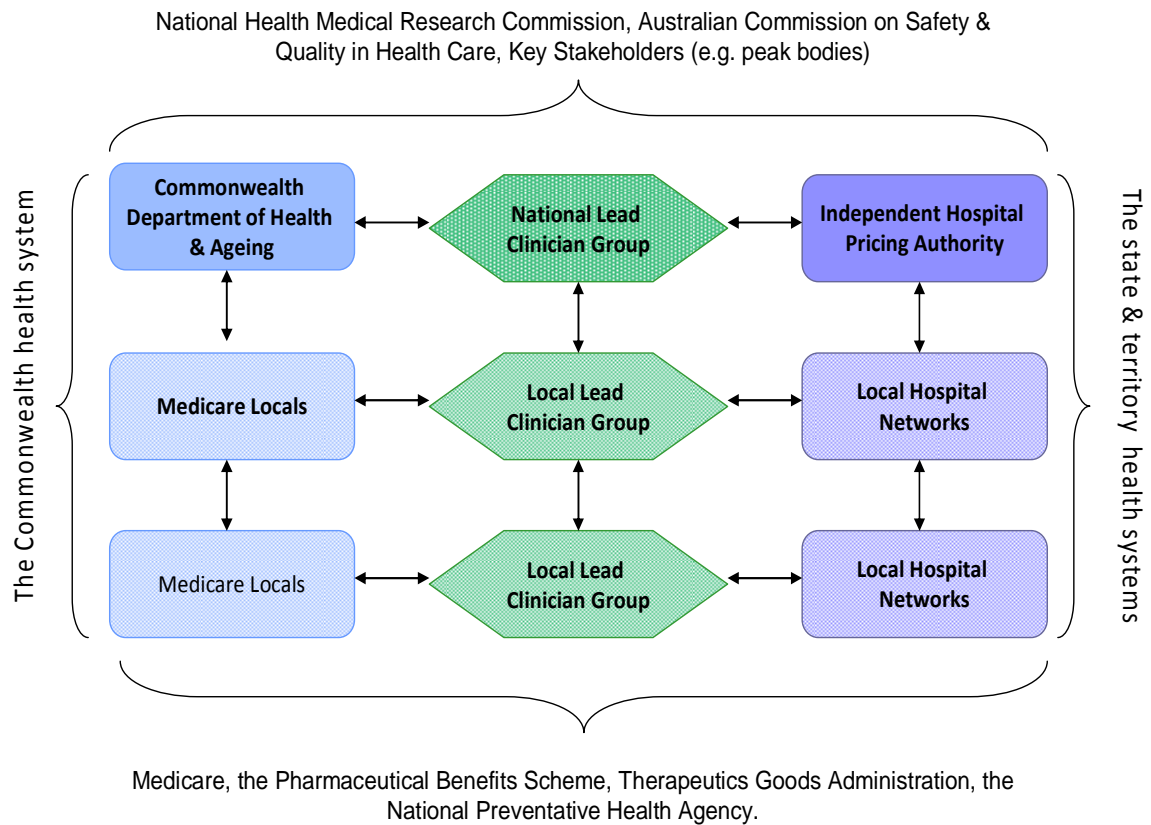 National Health Medical Research Commission, Australian Commission on Safety &
Quality in Health Care, Key Stakeholders (e.g. peak bodies)
The Commonwealth health system
Commonwealth
Department of Health
& Ageing
National Lead
Clinician Group
Independent Hospital
Pricing Authority
Medicare Locals
Local Lead
Clinician Group
Local Hospital
Networks
Medicare Locals
Local Lead
Clinician Group
Local Hospital
Networks
The state & territory health systems
Medicare, the Pharmaceutical Benefits Scheme, Therapeutics Goods Administration, the
National Preventative Health Agency.